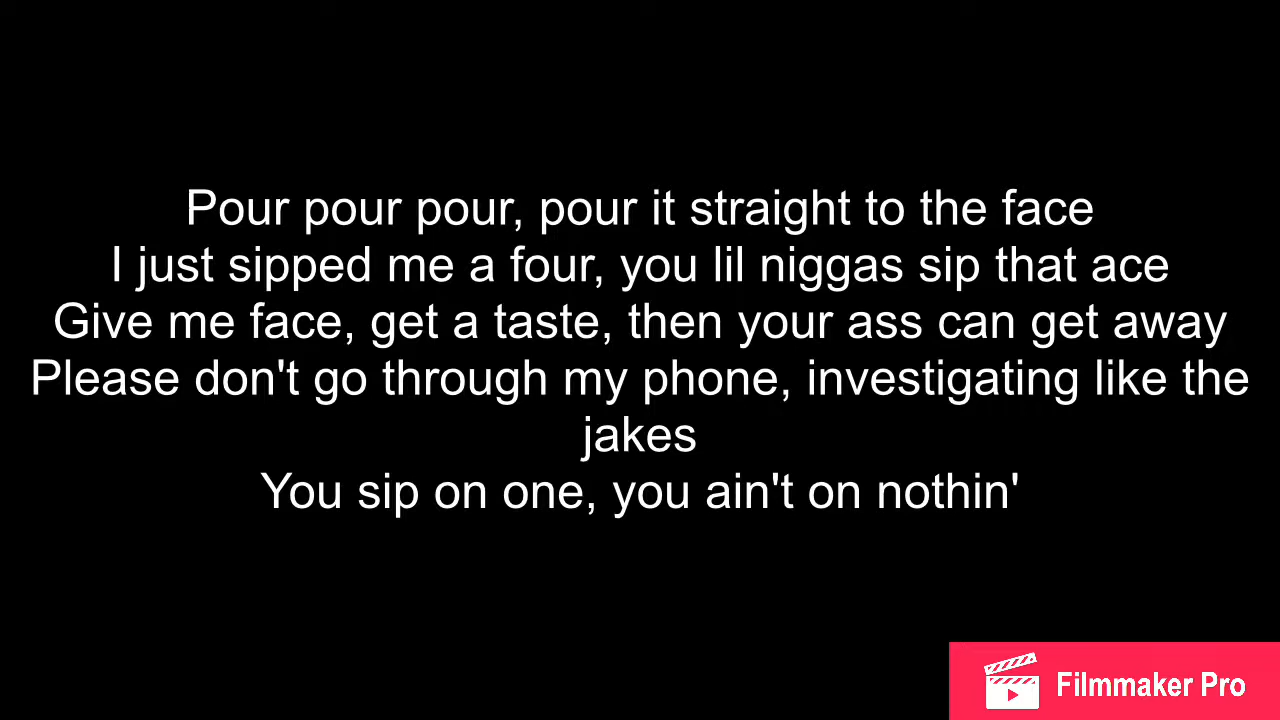 Pour pour pour, pour it straight to the face
I just sipped me a four, you lil niggas sip that ace
Give me face, get a taste, then your ass can get away
Please don't go through my phone, investigating like the
jakes
You sip on one, you ain't on nothin'
Filmmaker Pro